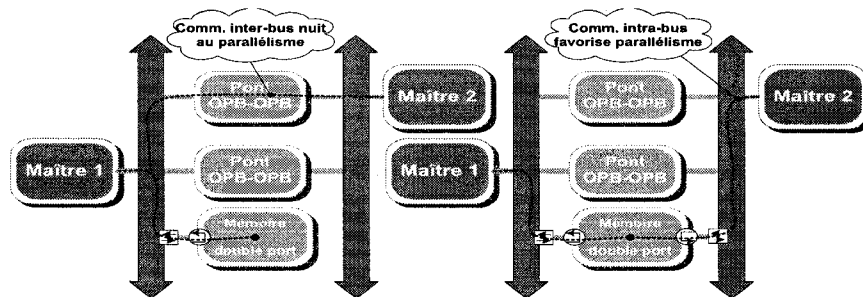 Comm. inter-bus nuit
au parallélisme
Comm. intra-bus
favorise parallélisme
Pont
OPB-OPB
Maître 2
Pont
OPB-OPB
Maître 2
Maître 1
Pont
OPB-OPB
Maître 1
Pont
OPB-OPB
Mémoire
double port
Mémoire
double port